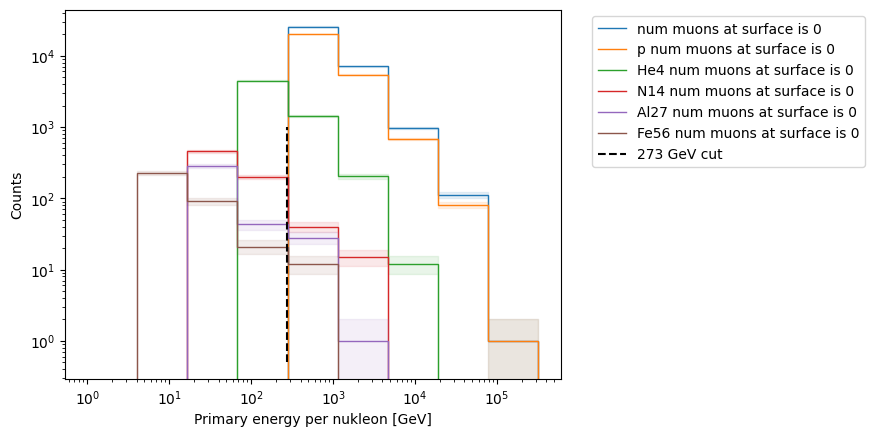 num muons at surface is 0
p num muons at surface is 0
He4 num muons at surface is 0
N14 num muons at surface is 0
Al27 num muons at surface is 0
Fe56 num muons at surface is 0
273 GeV cut
Counts
10⁴
10³
10²
10¹
10⁰
10⁰ 10¹ 10² 10³ 10⁴ 10⁵
Primary energy per nukleon [GeV]